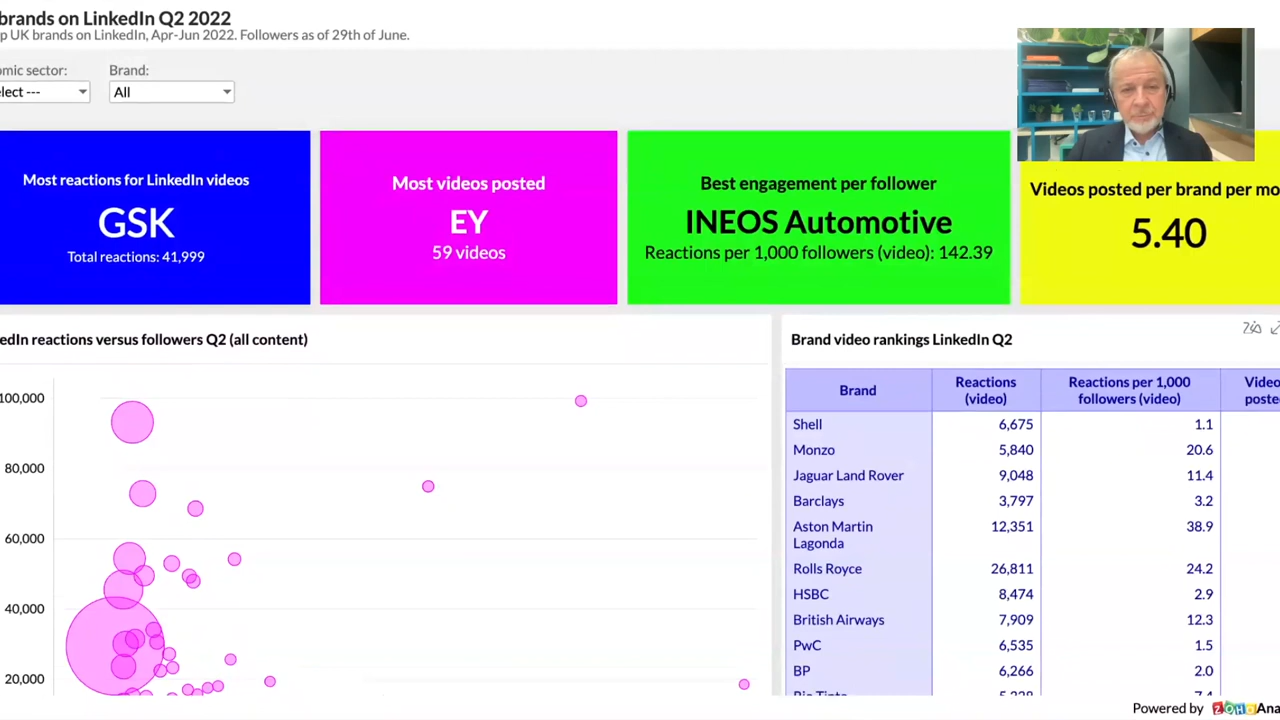 brands on LinkedIn Q2 2022
p UK brands on LinkedIn, Apr-Jun 2022. Followers as of 29th of June.
omic sector:
Brand:
lect ---
All
Most reactions for LinkedIn videos
GSK
Total reactions: 41,999
Most videos posted
EY
59 videos
Best engagement per follower
INEOS Automotive
Reactions per 1,000 followers (video): 142.39
Videos posted per brand per mo
5.40
edIn reactions versus followers Q2 (all content)
100,000
80,000
60,000
40,000
20,000
Brand video rankings LinkedIn Q2
Brand
Reactions (video)
Reactions per 1,000 followers (video)
Video poste
Shell 6,675 1.1
Monzo 5,840 20.6
Jaguar Land Rover 9,048 11.4
Barclays 3,797 3.2
Aston Martin Lagonda 12,351 38.9
Rolls Royce 26,811 24.2
HSBC 8,474 2.9
British Airways 7,909 12.3
PwC 6,535 1.5
BP 6,266 2.0
Powered by ZOHO Ana